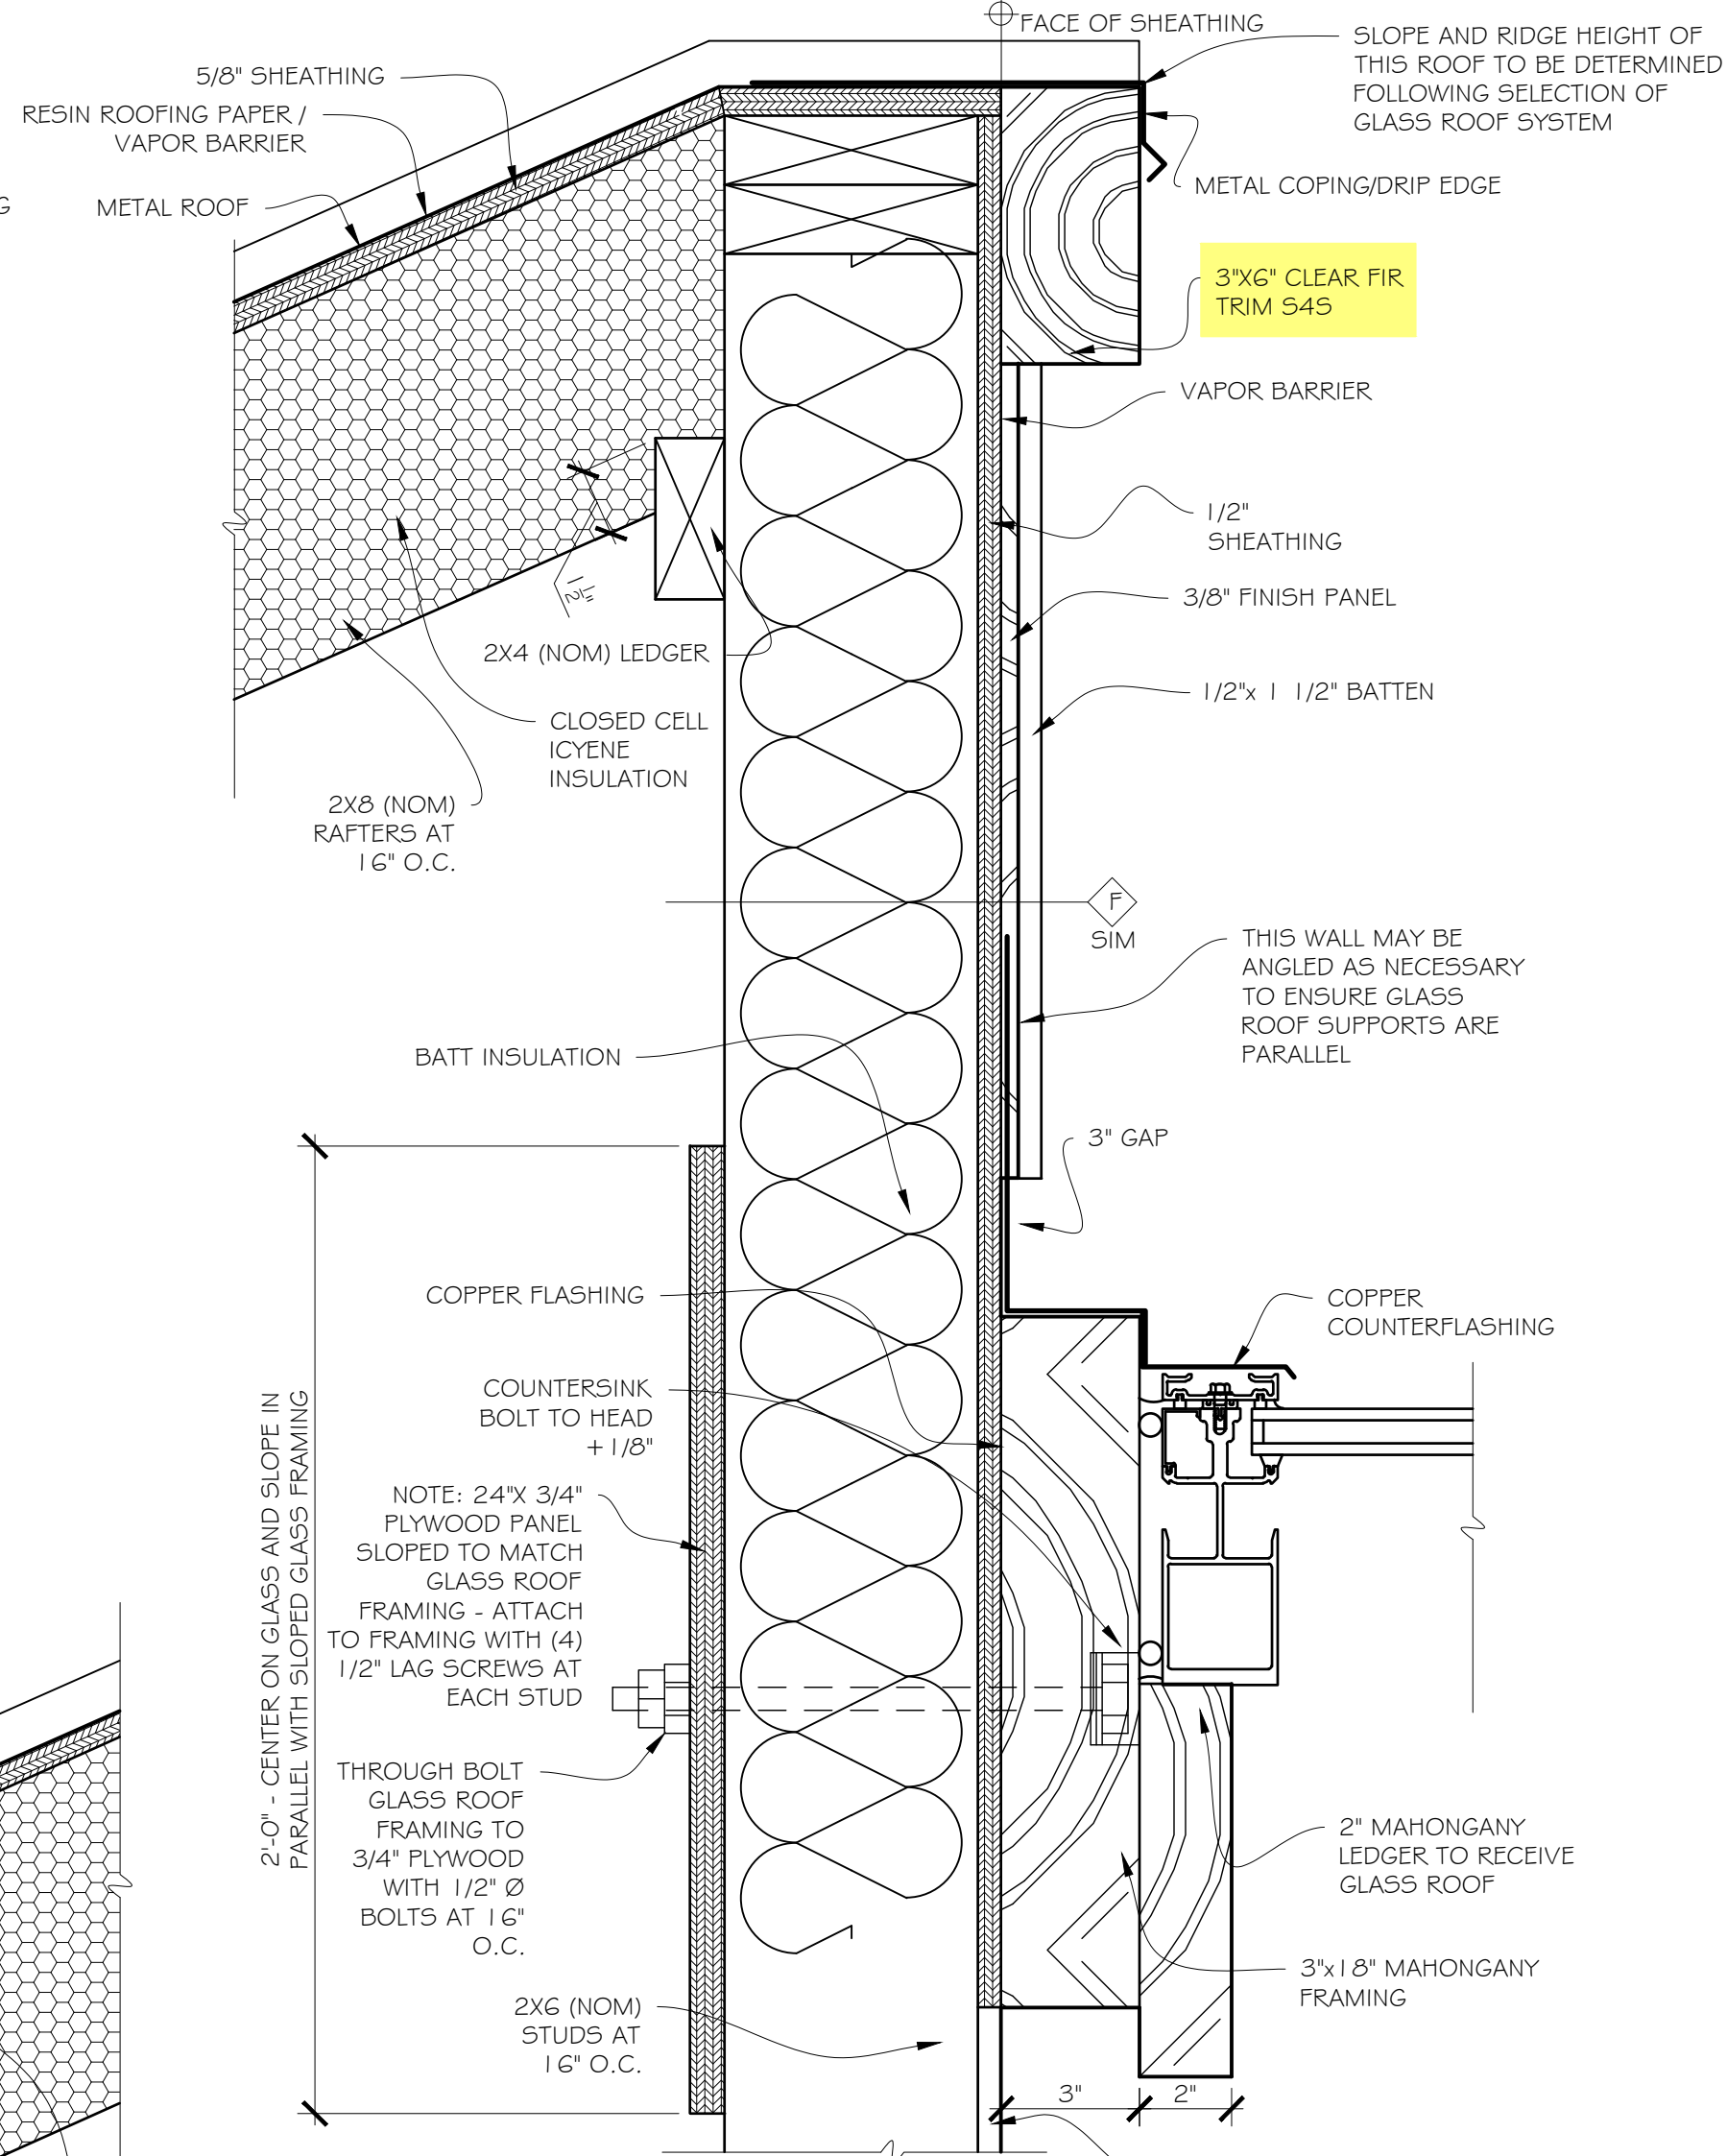 FACE OF SHEATHING
SLOPE AND RIDGE HEIGHT OF
THIS ROOF TO BE DETERMINED
FOLLOWING SELECTION OF
GLASS ROOF SYSTEM
5/8" SHEATHING
RESIN ROOFING PAPER /
VAPOR BARRIER
METAL ROOF
G
METAL COPING/DRIP EDGE
3"X6" CLEAR FIR
TRIM S4S
VAPOR BARRIER
1/2"
SHEATHING
3/8" FINISH PANEL
1 1/2"
2X4 (NOM) LEDGER
1/2"x 1 1/2" BATTEN
CLOSED CELL
ICYENE
INSULATION
2X8 (NOM)
RAFTERS AT
16" O.C.
F
SIM
THIS WALL MAY BE
ANGLED AS NECESSARY
TO ENSURE GLASS
ROOF SUPPORTS ARE
PARALLEL
BATT INSULATION
3" GAP
COPPER FLASHING
COPPER
COUNTERFLASHING
COUNTERSINK
BOLT TO HEAD
+1/8"
2'-0" - CENTER ON GLASS AND SLOPE IN
PARALLEL WITH SLOPED GLASS FRAMING
NOTE: 24"X 3/4"
PLYWOOD PANEL
SLOPED TO MATCH
GLASS ROOF
FRAMING - ATTACH
TO FRAMING WITH (4)
1/2" LAG SCREWS AT
EACH STUD
THROUGH BOLT
GLASS ROOF
FRAMING TO
3/4" PLYWOOD
WITH 1/2" Ø
BOLTS AT 16"
O.C.
2" MAHONGANY
LEDGER TO RECEIVE
GLASS ROOF
3"x18" MAHONGANY
FRAMING
2X6 (NOM)
STUDS AT
16" O.C.
3"
2"